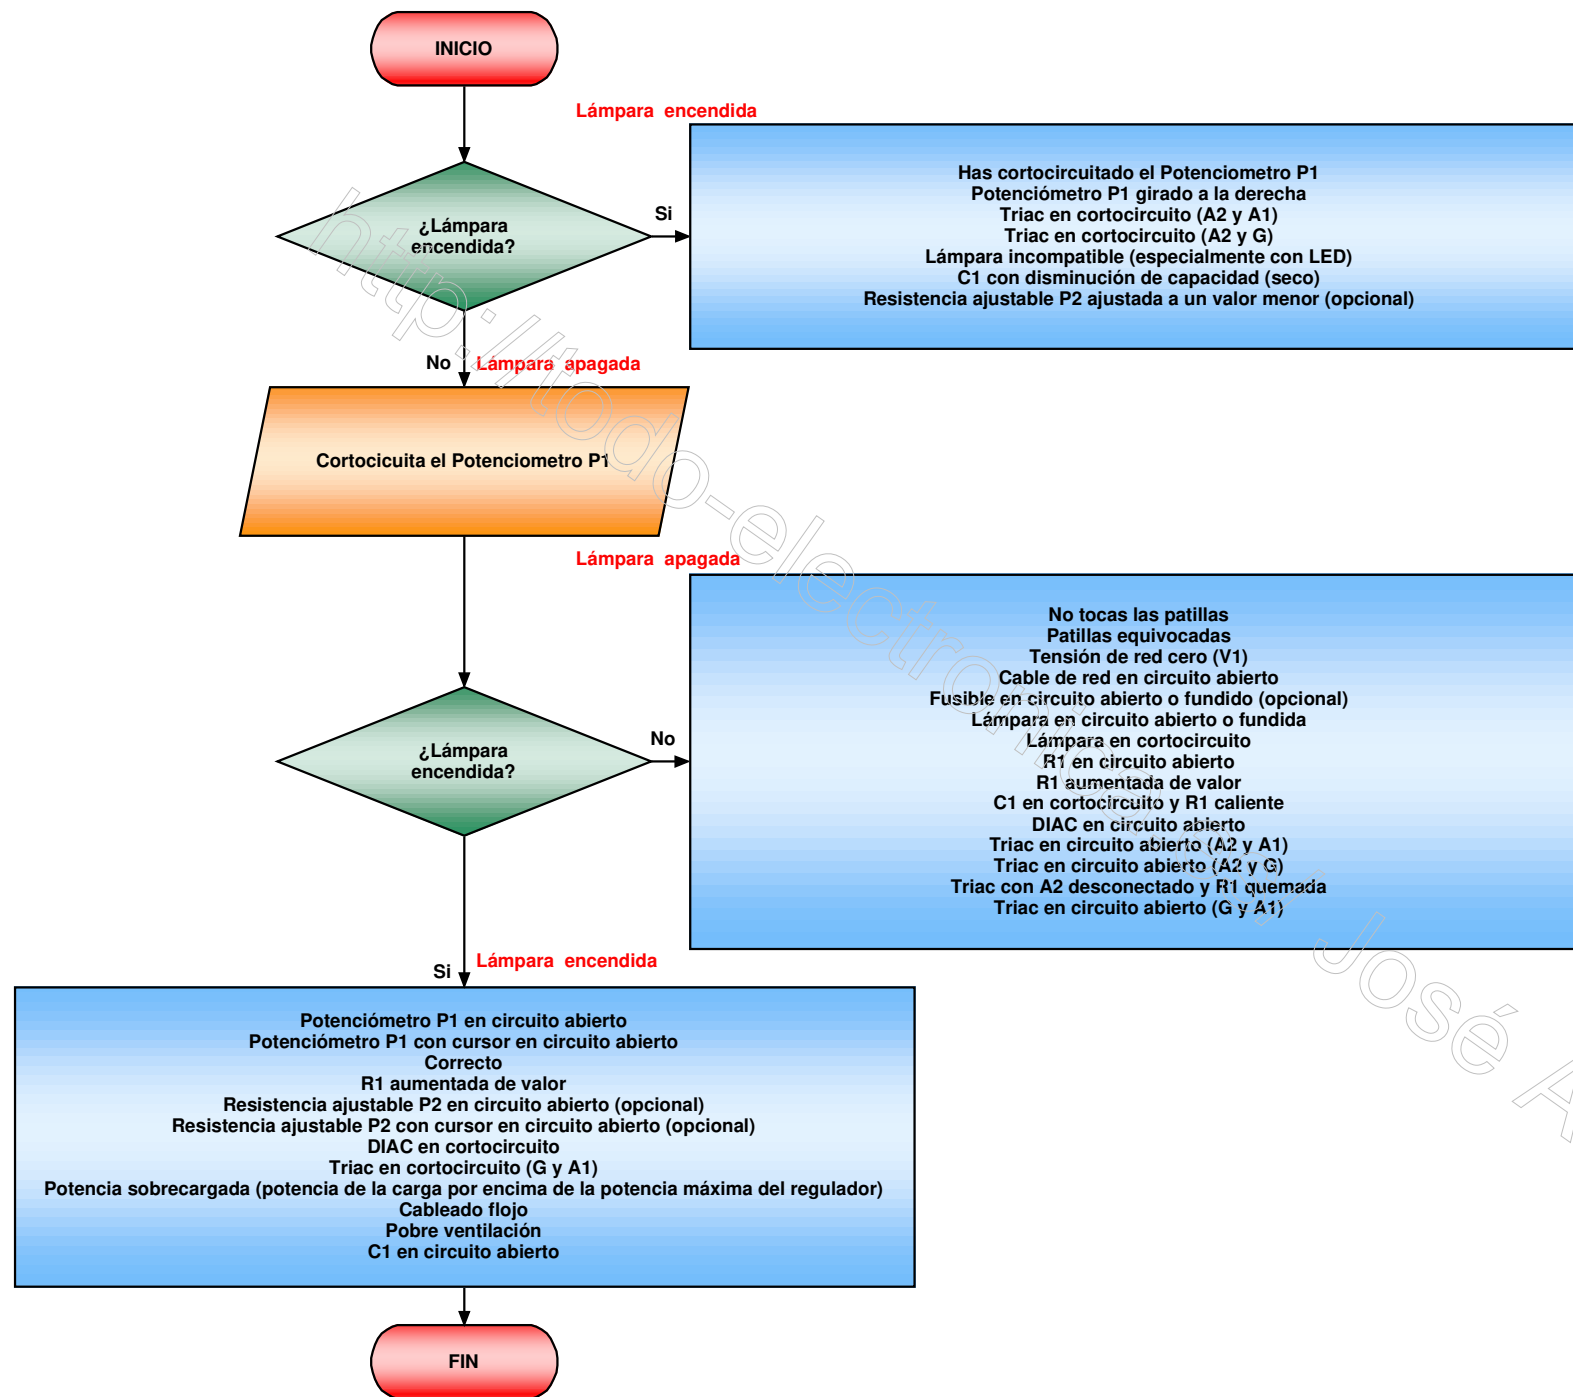 INICIO
Lámpara encendida
¿Lámpara
encendida?
Si
Has cortocircuitado el Potenciometro P1
Potenciómetro P1 girado a la derecha
Triac en cortocircuito (A2 y A1)
Triac en cortocircuito (A2 y G)
Lámpara incompatible (especialmente con LED)
C1 con disminución de capacidad (seco)
Resistencia ajustable P2 ajustada a un valor menor (opcional)
No
Lámpara apagada
Cortocicuita el Potenciometro P1
Lámpara apagada
¿Lámpara
encendida?
No
No tocas las patillas
Patillas equivocadas
Tensión de red cero (V1)
Cable de red en circuito abierto
Fusible en circuito abierto o fundido (opcional)
Lámpara en circuito abierto o fundida
Lámpara en cortocircuito
R1 en circuito abierto
R1 aumentada de valor
C1 en cortocircuito y R1 caliente
DIAC en circuito abierto
Triac en circuito abierto (A2 y A1)
Triac en circuito abierto (A2 y G)
Triac con A2 desconectado y R1 quemada
Triac en circuito abierto (G y A1)
Si
Lámpara encendida
Potenciómetro P1 en circuito abierto
Potenciómetro P1 con cursor en circuito abierto
Correcto
R1 aumentada de valor
Resistencia ajustable P2 en circuito abierto (opcional)
Resistencia ajustable P2 con cursor en circuito abierto (opcional)
DIAC en cortocircuito
Triac en cortocircuito (G y A1)
Potencia sobrecargada (potencia de la carga por encima de la potencia máxima del regulador)
Cableado flojo
Pobre ventilación
C1 en circuito abierto
FIN
http://todo-electronica. José A